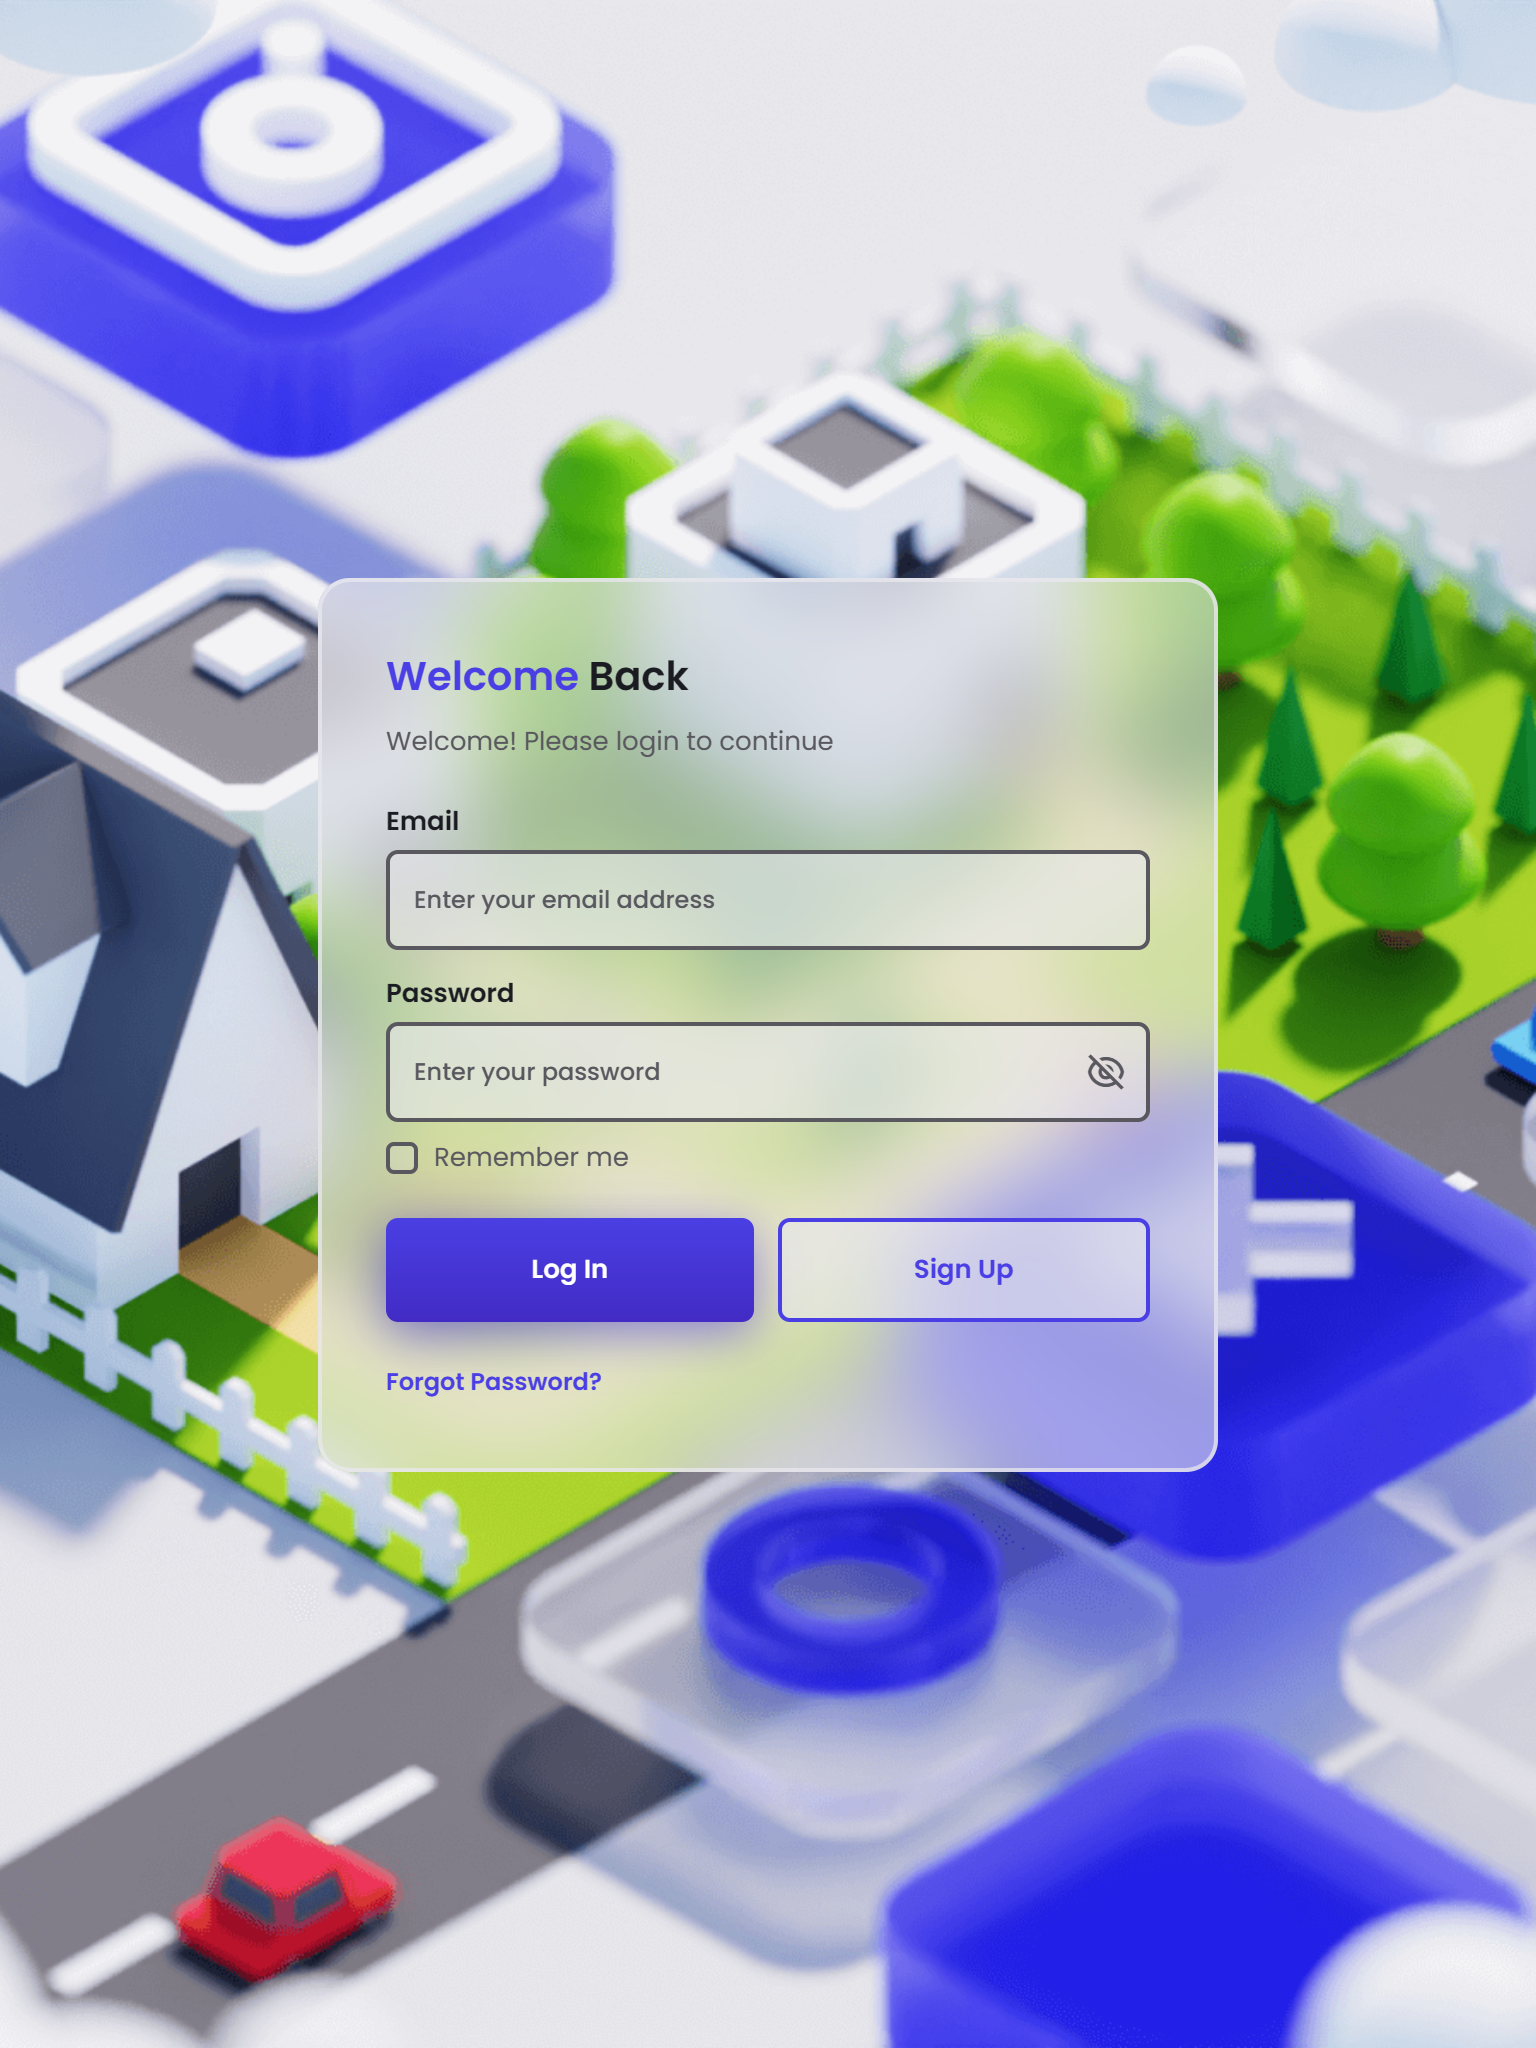 Welcome Back
Welcome! Please login to continue
Email
Enter your email address
Password
Enter your password
Remember me
Log In
Sign Up
Forgot Password?